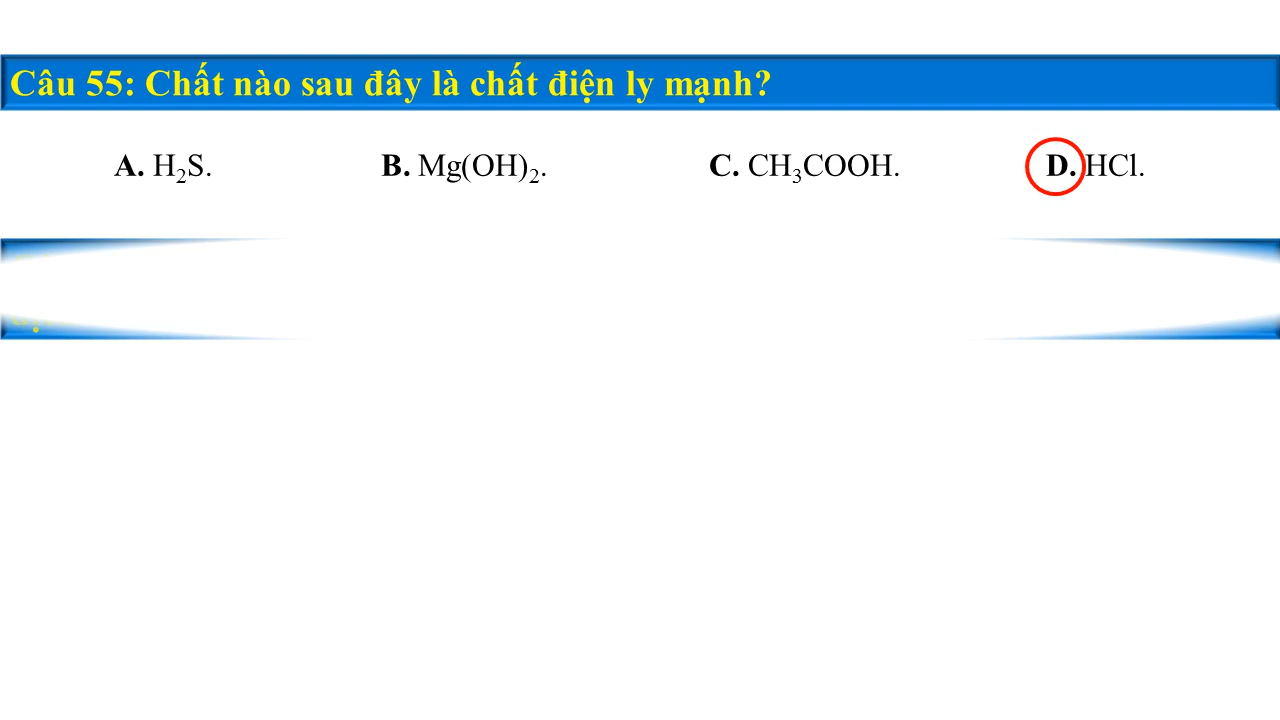 Câu 55: Chất nào sau đây là chất điện ly mạnh?
A. H₂S. B. Mg(OH)₂. C. CH₃COOH. D. HCl.